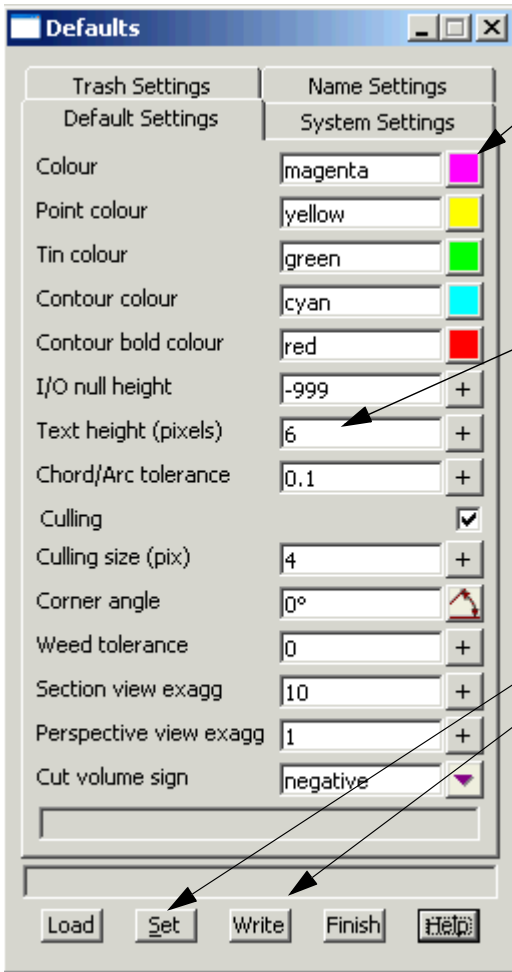 Defaults
Trash Settings Name Settings
Default Settings System Settings
Colour magenta
Point colour yellow
Tin colour green
Contour colour cyan
Contour bold colour red
I/O null height -999 +
Text height (pixels) 6 +
Chord/Arc tolerance 0.1 +
Culling
Culling size (pix) 4 +
Corner angle 0°
Weed tolerance 0 +
Section view exagg 10 +
Perspective view exagg 1 +
Cut volume sign negative
Load Set Write Finish Help